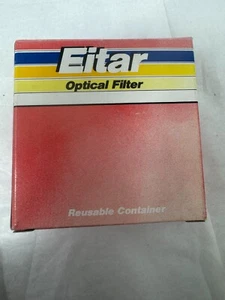 Eitar
Optical Filter
Reusable Container